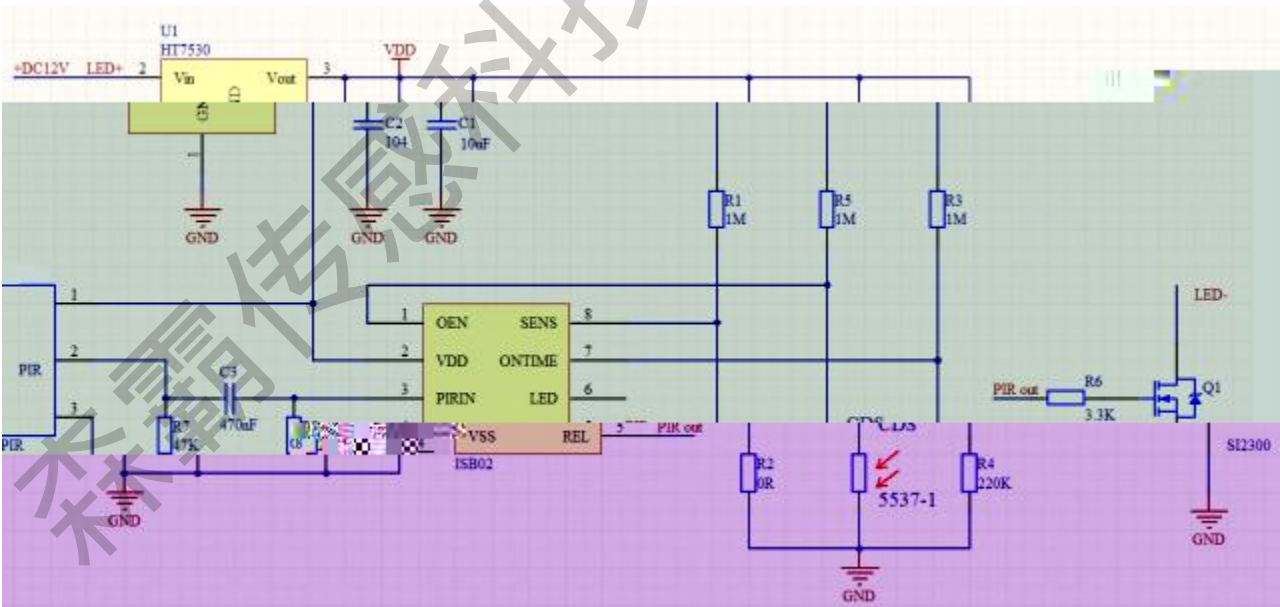 U1
HT7530
+DC12V LED+ 2 Vin Vout 3 VDD
GND
1
C2
104
C1
10uF
GND
GND
GND
R1
1M
R5
1M
R3
1M
LED-
1
2
3
PIR
PIR
C3
470nF
R7
47K
1 OEN SENS 8
2 VDD ONTIME 7
3 PIRIN LED 6
VSS REL 5 PIR out
ISB02
PIR out
R6
3.3K
Q1
SI2300
GND
R2
0R
CDS
5537-1
R4
220K
GND
GND
森霸传感科技